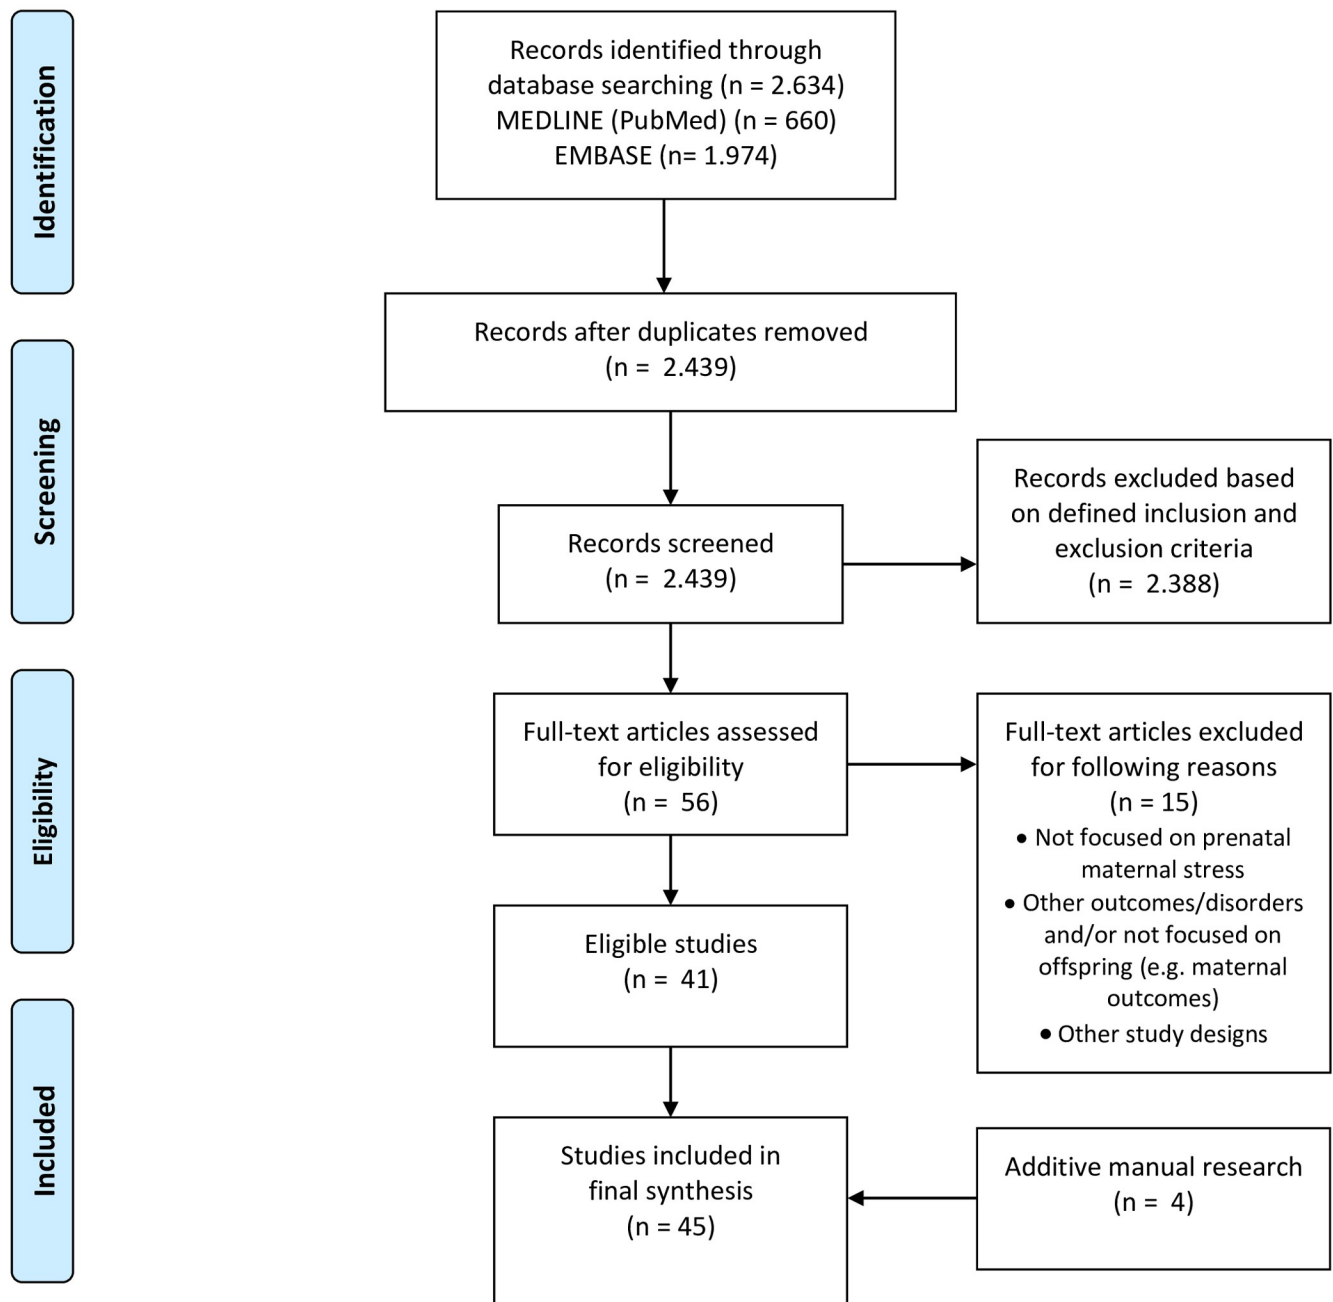 Identification
Records identified through
database searching (n = 2.634)
MEDLINE (PubMed) (n = 660)
EMBASE (n= 1.974)
Records after duplicates removed
(n =  2.439)
Screening
Records screened
(n =  2.439)
Records excluded based
on defined inclusion and
exclusion criteria
(n =  2.388)
Eligibility
Full-text articles assessed
for eligibility
(n =  56)
Full-text articles excluded
for following reasons
(n = 15)
• Not focused on prenatal
maternal stress
• Other outcomes/disorders
and/or not focused on
offspring (e.g. maternal
outcomes)
• Other study designs
Eligible studies
(n =  41)
Included
Studies included in
final synthesis
(n = 45)
Additive manual research
(n =  4)